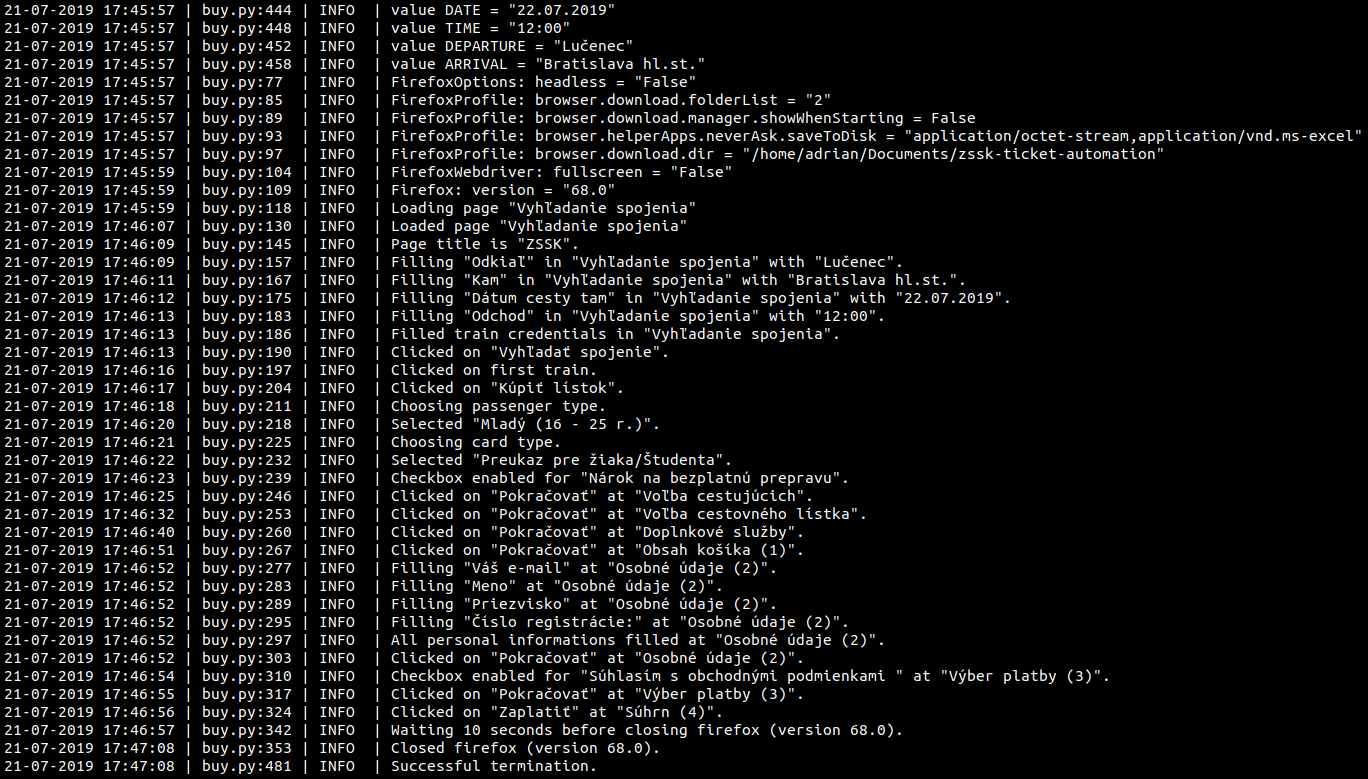 21-07-2019 17:45:57 | buy.py:444 | INFO  | value DATE = "22.07.2019"
21-07-2019 17:45:57 | buy.py:448 | INFO  | value TIME = "12:00"
21-07-2019 17:45:57 | buy.py:452 | INFO  | value DEPARTURE = "Lučenec"
21-07-2019 17:45:57 | buy.py:458 | INFO  | value ARRIVAL = "Bratislava hl.st."
21-07-2019 17:45:57 | buy.py:77  | INFO  | FirefoxOptions: headless = "False"
21-07-2019 17:45:57 | buy.py:85  | INFO  | FirefoxProfile: browser.download.folderList = "2"
21-07-2019 17:45:57 | buy.py:89  | INFO  | FirefoxProfile: browser.download.manager.showWhenStarting = False
21-07-2019 17:45:57 | buy.py:93  | INFO  | FirefoxProfile: browser.helperApps.neverAsk.saveToDisk = "application/octet-stream,application/vnd.ms-excel"
21-07-2019 17:45:57 | buy.py:97  | INFO  | FirefoxProfile: browser.download.dir = "/home/adrian/Documents/zssk-ticket-automation"
21-07-2019 17:45:59 | buy.py:104 | INFO  | FirefoxWebdriver: fullscreen = "False"
21-07-2019 17:45:59 | buy.py:109 | INFO  | Firefox: version = "68.0"
21-07-2019 17:45:59 | buy.py:118 | INFO  | Loading page "Vyhľadanie spojenia"
21-07-2019 17:46:07 | buy.py:130 | INFO  | Loaded page "Vyhľadanie spojenia"
21-07-2019 17:46:09 | buy.py:145 | INFO  | Page title is "ZSSK".
21-07-2019 17:46:09 | buy.py:157 | INFO  | Filling "Odkiaľ" in "Vyhľadanie spojenia" with "Lučenec".
21-07-2019 17:46:11 | buy.py:167 | INFO  | Filling "Kam" in "Vyhľadanie spojenia" with "Bratislava hl.st.".
21-07-2019 17:46:12 | buy.py:175 | INFO  | Filling "Dátum cesty tam" in "Vyhľadanie spojenia" with "22.07.2019".
21-07-2019 17:46:13 | buy.py:183 | INFO  | Filling "Odchod" in "Vyhľadanie spojenia" with "12:00".
21-07-2019 17:46:13 | buy.py:186 | INFO  | Filled train credentials in "Vyhľadanie spojenia".
21-07-2019 17:46:13 | buy.py:190 | INFO  | Clicked on "Vyhľadať spojenie".
21-07-2019 17:46:16 | buy.py:197 | INFO  | Clicked on first train.
21-07-2019 17:46:17 | buy.py:204 | INFO  | Clicked on "Kúpiť lístok".
21-07-2019 17:46:18 | buy.py:211 | INFO  | Choosing passenger type.
21-07-2019 17:46:20 | buy.py:218 | INFO  | Selected "Mladý (16 - 25 r.)".
21-07-2019 17:46:21 | buy.py:225 | INFO  | Choosing card type.
21-07-2019 17:46:22 | buy.py:232 | INFO  | Selected "Preukaz pre žiaka/Študenta".
21-07-2019 17:46:23 | buy.py:239 | INFO  | Checkbox enabled for "Nárok na bezplatnú prepravu".
21-07-2019 17:46:25 | buy.py:246 | INFO  | Clicked on "Pokračovať" at "Voľba cestujúcich".
21-07-2019 17:46:32 | buy.py:253 | INFO  | Clicked on "Pokračovať" at "Voľba cestovného lístka".
21-07-2019 17:46:40 | buy.py:260 | INFO  | Clicked on "Pokračovať" at "Doplnkové služby".
21-07-2019 17:46:51 | buy.py:267 | INFO  | Clicked on "Pokračovať" at "Obsah košíka (1)".
21-07-2019 17:46:52 | buy.py:277 | INFO  | Filling "Váš e-mail" at "Osobné údaje (2)".
21-07-2019 17:46:52 | buy.py:283 | INFO  | Filling "Meno" at "Osobné údaje (2)".
21-07-2019 17:46:52 | buy.py:289 | INFO  | Filling "Priezvisko" at "Osobné údaje (2)".
21-07-2019 17:46:52 | buy.py:295 | INFO  | Filling "Číslo registrácie:" at "Osobné údaje (2)".
21-07-2019 17:46:52 | buy.py:297 | INFO  | All personal informations filled at "Osobné údaje (2)".
21-07-2019 17:46:52 | buy.py:303 | INFO  | Clicked on "Pokračovať" at "Osobné údaje (2)".
21-07-2019 17:46:54 | buy.py:310 | INFO  | Checkbox enabled for "Súhlasím s obchodnými podmienkami " at "Výber platby (3)".
21-07-2019 17:46:55 | buy.py:317 | INFO  | Clicked on "Pokračovať" at "Výber platby (3)".
21-07-2019 17:46:56 | buy.py:324 | INFO  | Clicked on "Zaplatiť" at "Súhrn (4)".
21-07-2019 17:46:57 | buy.py:342 | INFO  | Waiting 10 seconds before closing firefox (version 68.0).
21-07-2019 17:47:08 | buy.py:353 | INFO  | Closed firefox (version 68.0).
21-07-2019 17:47:08 | buy.py:481 | INFO  | Successful termination.